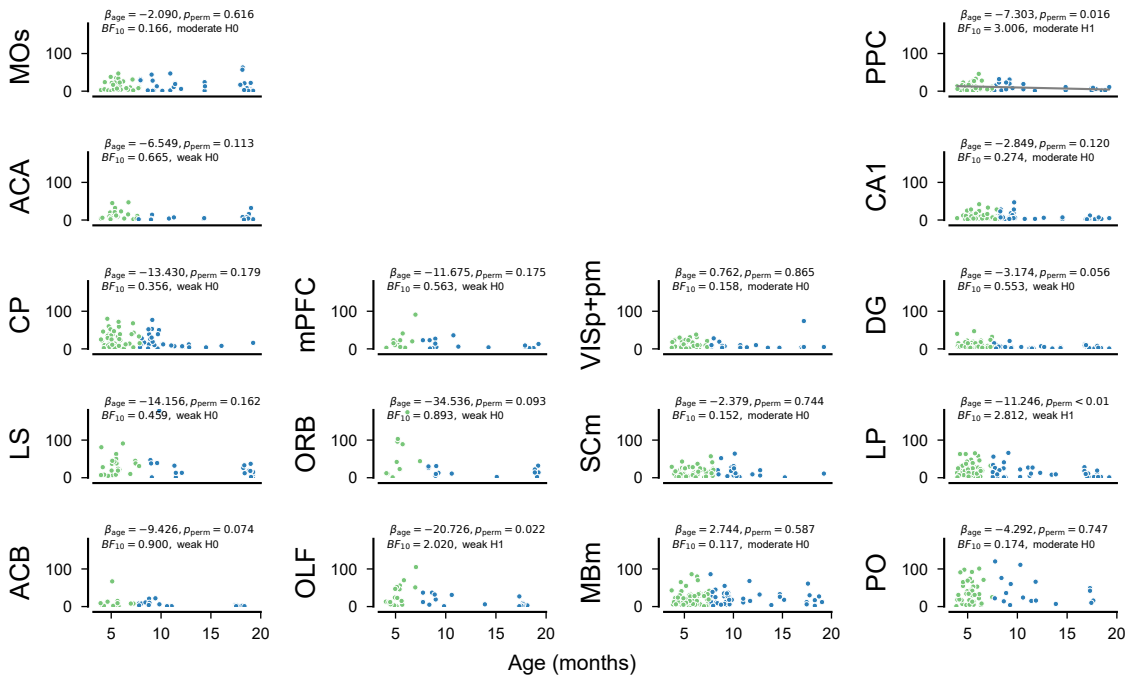 MOs
β_age = −2.090, p_perm = 0.616
BF_10 = 0.166, moderate H0
100
0
PPC
β_age = −7.303, p_perm = 0.016
BF_10 = 3.006, moderate H1
100
0
ACA
β_age = −6.549, p_perm = 0.113
BF_10 = 0.665, weak H0
100
0
CA1
β_age = −2.849, p_perm = 0.120
BF_10 = 0.274, moderate H0
100
0
CP
β_age = −13.430, p_perm = 0.179
BF_10 = 0.356, weak H0
100
0
mPFC
β_age = −11.675, p_perm = 0.175
BF_10 = 0.563, weak H0
100
0
VISp+pm
β_age = 0.762, p_perm = 0.865
BF_10 = 0.158, moderate H0
100
0
DG
β_age = −3.174, p_perm = 0.056
BF_10 = 0.553, weak H0
100
0
LS
β_age = −14.156, p_perm = 0.162
BF_10 = 0.459, weak H0
100
0
ORB
β_age = −34.536, p_perm = 0.093
BF_10 = 0.893, weak H0
100
0
SCm
β_age = −2.379, p_perm = 0.744
BF_10 = 0.152, moderate H0
100
0
LP
β_age = −11.246, p_perm < 0.01
BF_10 = 2.812, weak H1
100
0
ACB
β_age = −9.426, p_perm = 0.074
BF_10 = 0.900, weak H0
100
0
5 10 15 20
OLF
β_age = −20.726, p_perm = 0.022
BF_10 = 2.020, weak H1
100
0
5 10 15 20
MBm
β_age = 2.744, p_perm = 0.587
BF_10 = 0.117, moderate H0
100
0
5 10 15 20
PO
β_age = −4.292, p_perm = 0.747
BF_10 = 0.174, moderate H0
100
0
5 10 15 20
Age (months)